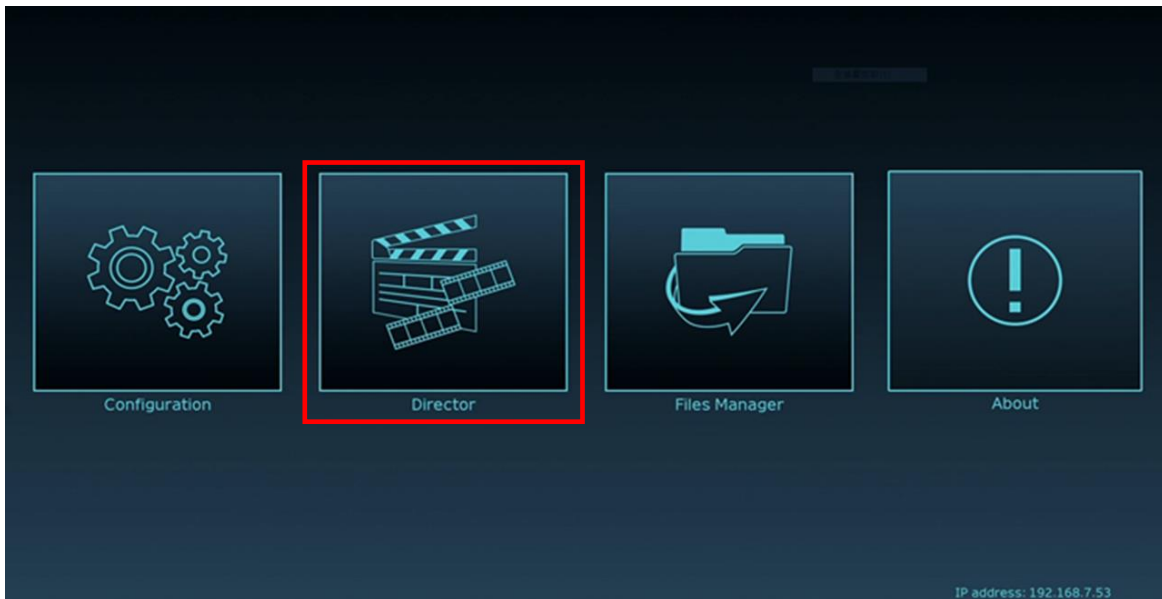 Configuration
Director
Files Manager
About
IP address: 192.168.7.53